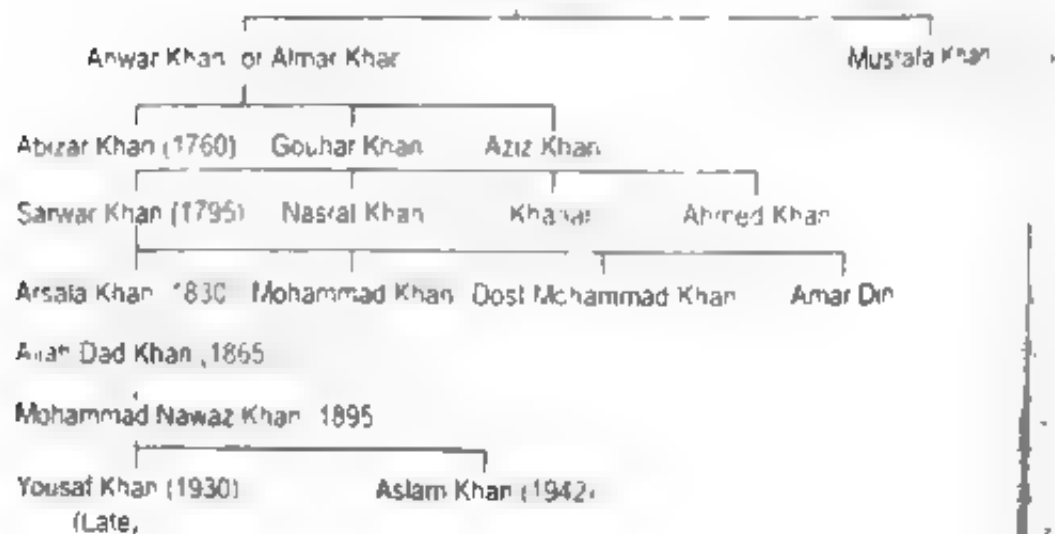 Anwar Khan or Almar Khan Mustafa Khan
Abizar Khan (1760) Gouhar Khan Aziz Khan
Sarwar Khan (1795) Nasral Khan Ahmed Khan
Arsala Khan 1830 Mohammad Khan Dost Mohammad Khan Amar Din
Dad Khan 1865
Mohammad Nawaz Khan 1895
Yousaf Khan (1930) Aslam Khan (1942)
(Late)